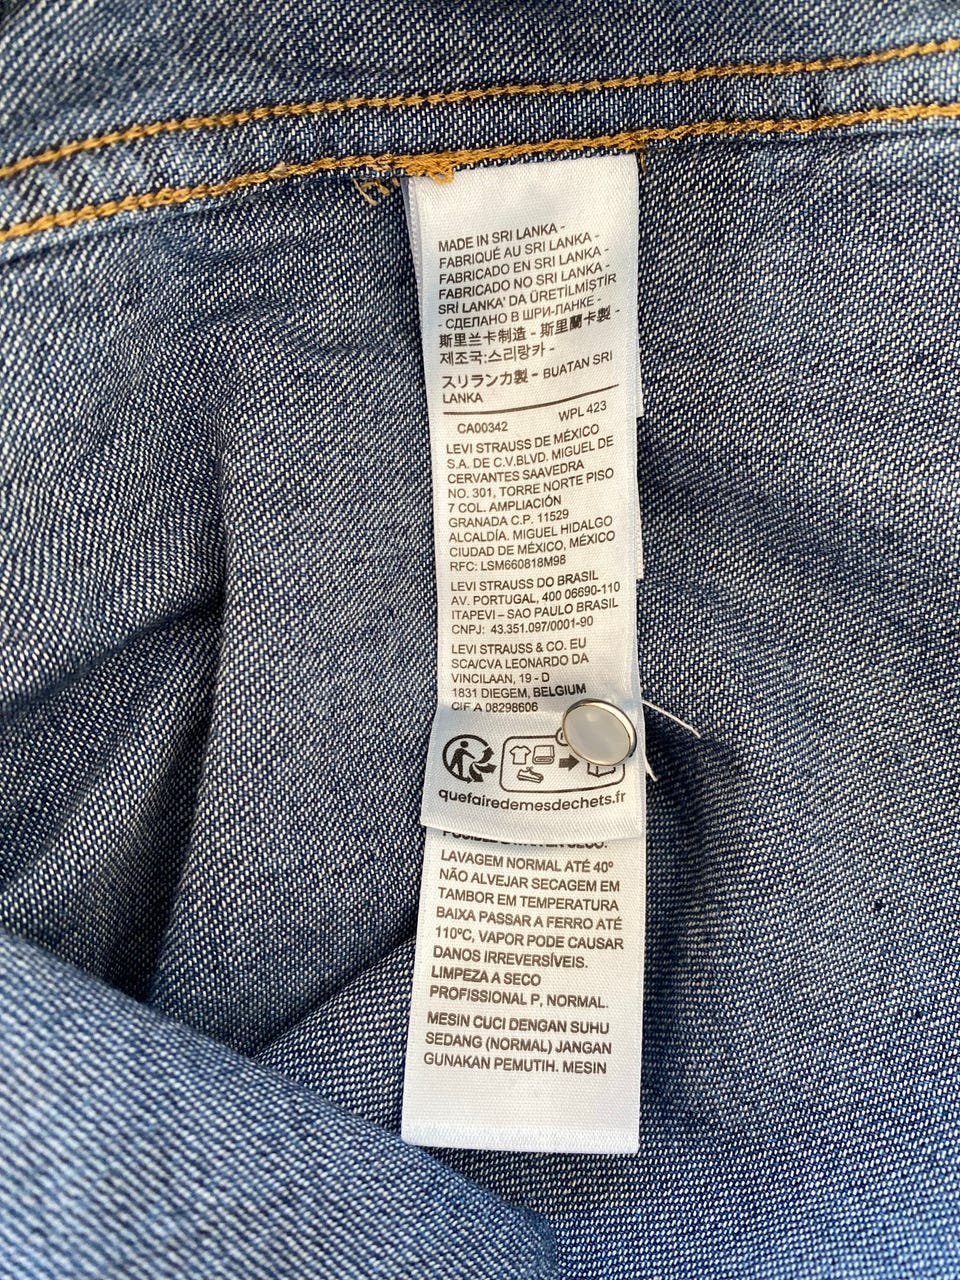 MADE IN SRI LANKA -
FABRIQUÉ AU SRI LANKA -
FABRICADO EN SRI LANKA -
FABRICADO NO SRI LANKA -
SRİ LANKA' DA ÜRETİLMİŞTİR
- СДЕЛАНО В ШРИ-ЛАНКЕ -
斯里兰卡制造 - 斯里蘭卡製 -
제조국:스리랑카 -
スリランカ製 - BUATAN SRI
LANKA
CA00342 WPL 423
LEVI STRAUSS DE MÉXICO
S.A. DE C.V.BLVD. MIGUEL DE
CERVANTES SAAVEDRA
NO. 301, TORRE NORTE PISO
7 COL. AMPLIACIÓN
GRANADA C.P. 11529
ALCALDÍA. MIGUEL HIDALGO
CIUDAD DE MÉXICO, MÉXICO
RFC: LSM660818M98
LEVI STRAUSS DO BRASIL
AV. PORTUGAL, 400 06690-110
ITAPEVI – SAO PAULO BRASIL
CNPJ: 43.351.097/0001-90
LEVI STRAUSS & CO. EU
SCA/CVA LEONARDO DA
VINCILAAN, 19 - D
1831 DIEGEM, BELGIUM
CIF A 08298606
quefairedemesdechets.fr
LAVAGEM NORMAL ATÉ 40º
NÃO ALVEJAR SECAGEM EM
TAMBOR EM TEMPERATURA
BAIXA PASSAR A FERRO ATÉ
110ºC, VAPOR PODE CAUSAR
DANOS IRREVERSÍVEIS.
LIMPEZA A SECO
PROFISSIONAL P, NORMAL.
MESIN CUCI DENGAN SUHU
SEDANG (NORMAL) JANGAN
GUNAKAN PEMUTIH. MESIN